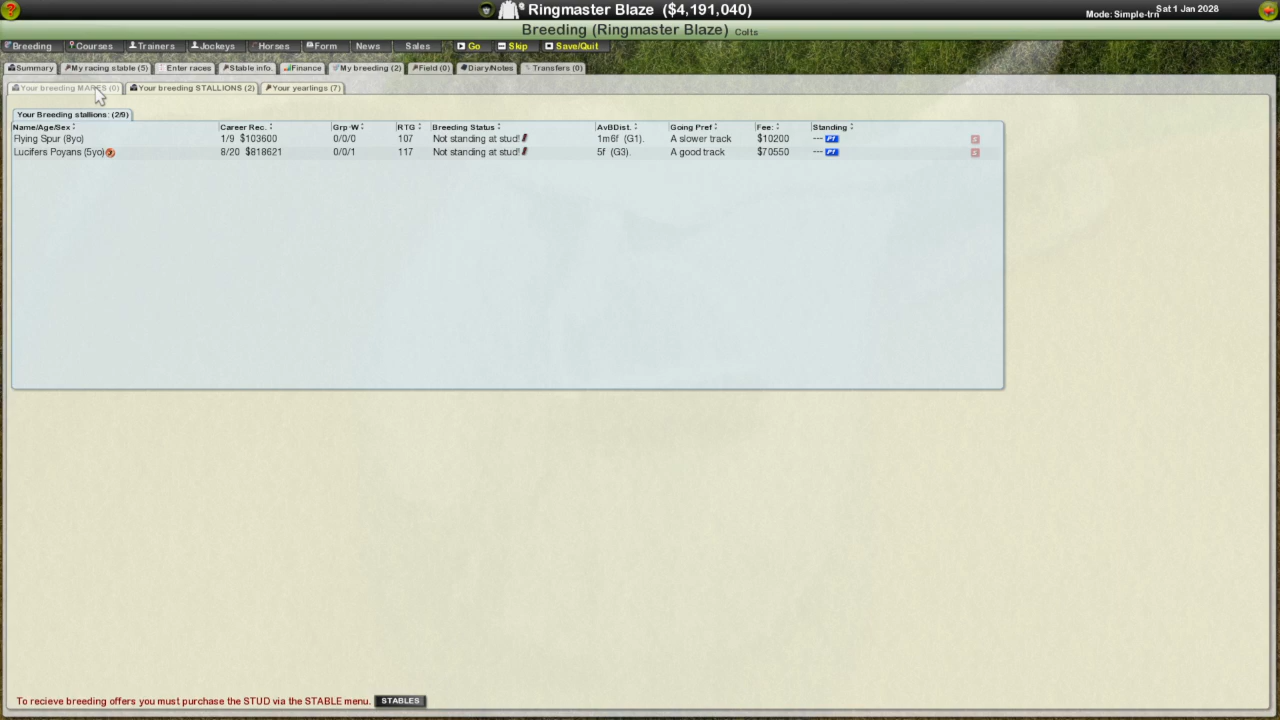 Ringmaster Blaze ($4,191,040)
Mode: Simple-trn Sat 1 Jan 2028
Breeding (Ringmaster Blaze) Colts
Breeding Courses Trainers Jockeys Horses Form News Sales Go Skip Save/Quit
Summary My racing stable (5) Enter races Stable info. Finance My breeding (2) Field (0) Diary/Notes Transfers (0)
Your breeding MARES (0) Your breeding STALLIONS (2) Your yearlings (7)
Your Breeding stallions: (2/9)
Name/Age/Sex Career Rec. Grp-W RTG Breeding Status AvBDist. Going Pref Fee: Standing
Flying Spur (8yo) 1/9 $103600 0/0/0 107 Not standing at stud! 1m6f (G1). A slower track $10200 ---
Lucifers Poyans (5yo) 8/20 $818621 0/0/1 117 Not standing at stud! 5f (G3). A good track $70550 ---
To recieve breeding offers you must purchase the STUD via the STABLE menu. STABLES